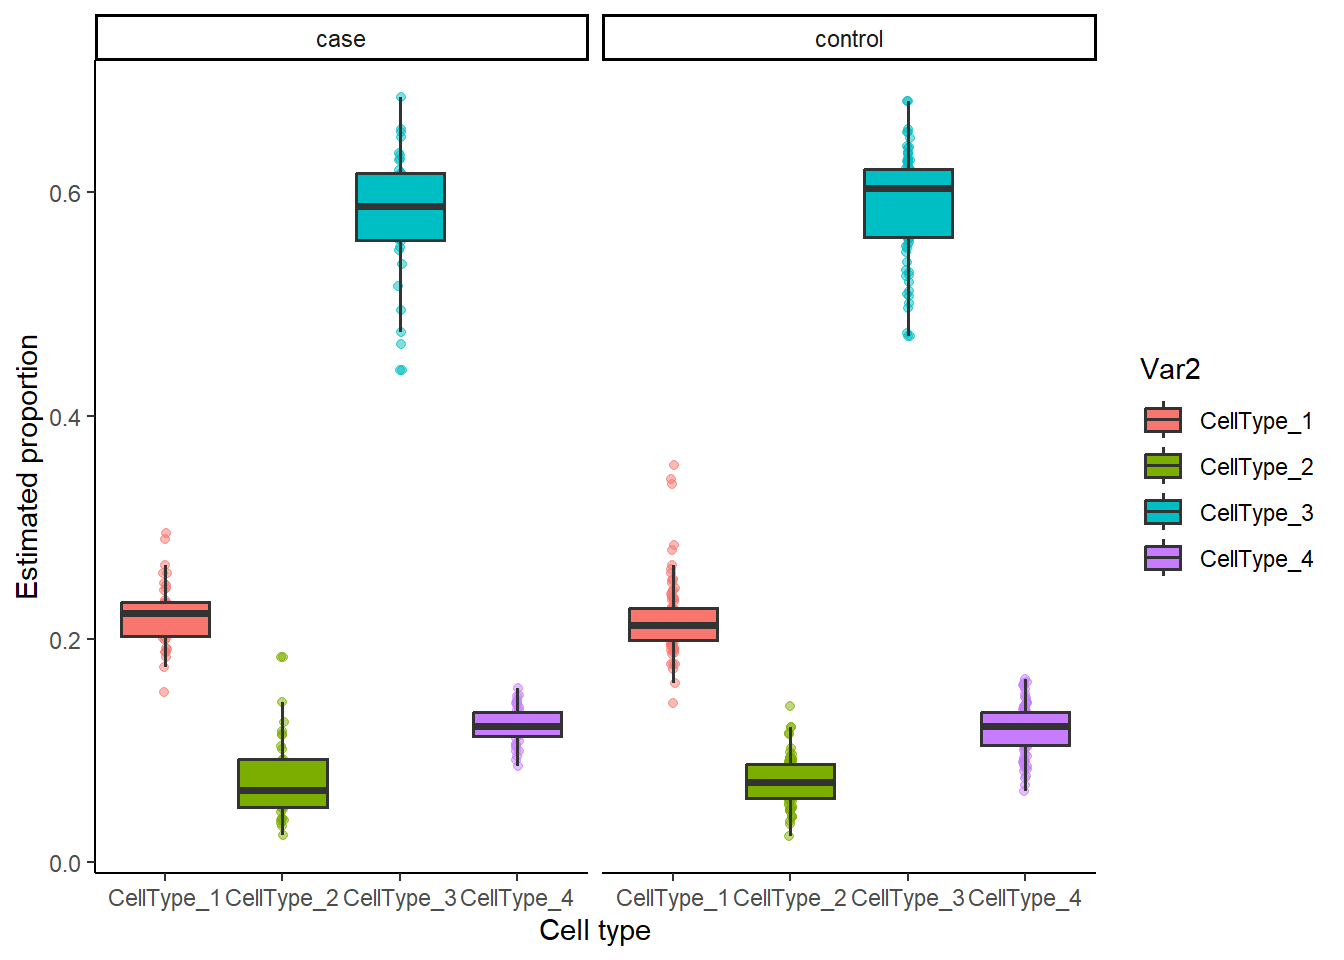 case
control
Estimated proportion
0.6
0.4
0.2
0.0
CellType_1 CellType_2 CellType_3 CellType_4
CellType_1 CellType_2 CellType_3 CellType_4
Cell type
Var2
CellType_1
CellType_2
CellType_3
CellType_4